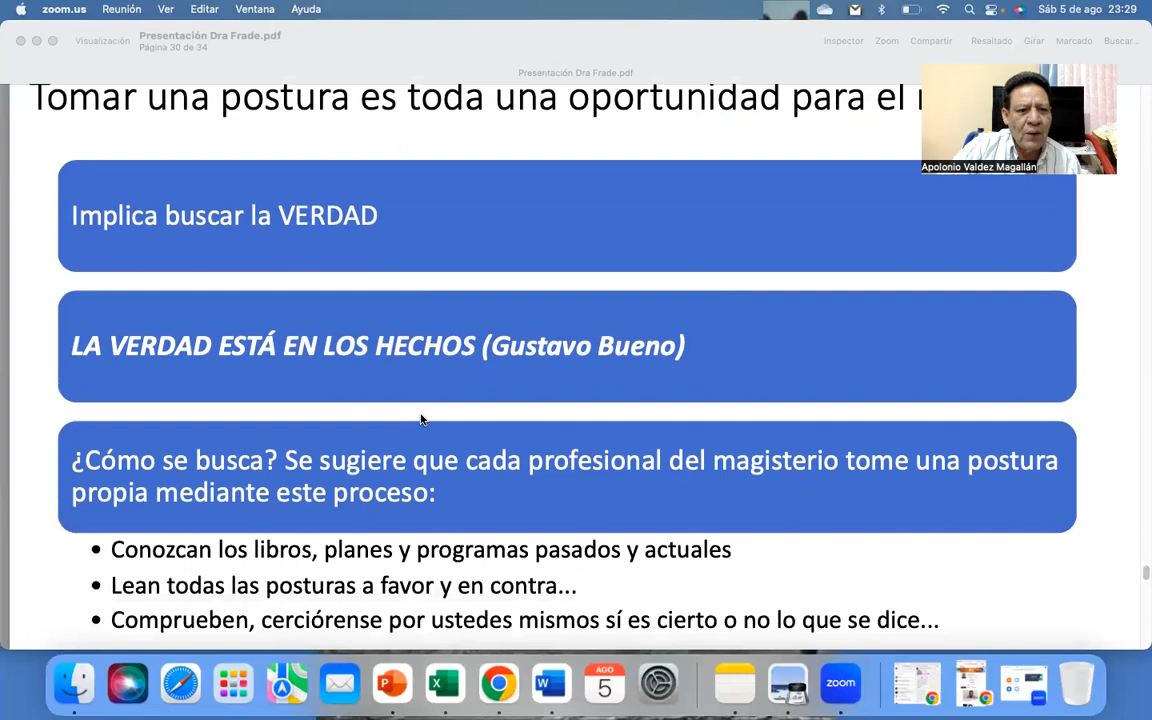 zoom.us Reunión Ver Editar Ventana Ayuda Sáb 5 de ago 23:29
Visualización
Presentación Dra Frade.pdf
Página 30 de 34
Inspector Zoom Compartir Resaltado Girar Marcado Buscar...
Presentación Dra Frade.pdf
Tomar una postura es toda una oportunidad para el
Apolonio Valdez Magallán
Implica buscar la VERDAD
LA VERDAD ESTÁ EN LOS HECHOS (Gustavo Bueno)
¿Cómo se busca? Se sugiere que cada profesional del magisterio tome una postura
propia mediante este proceso:
• Conozcan los libros, planes y programas pasados y actuales
• Lean todas las posturas a favor y en contra...
• Comprueben, cerciórense por ustedes mismos sí es cierto o no lo que se dice...
AGO
5
zoom